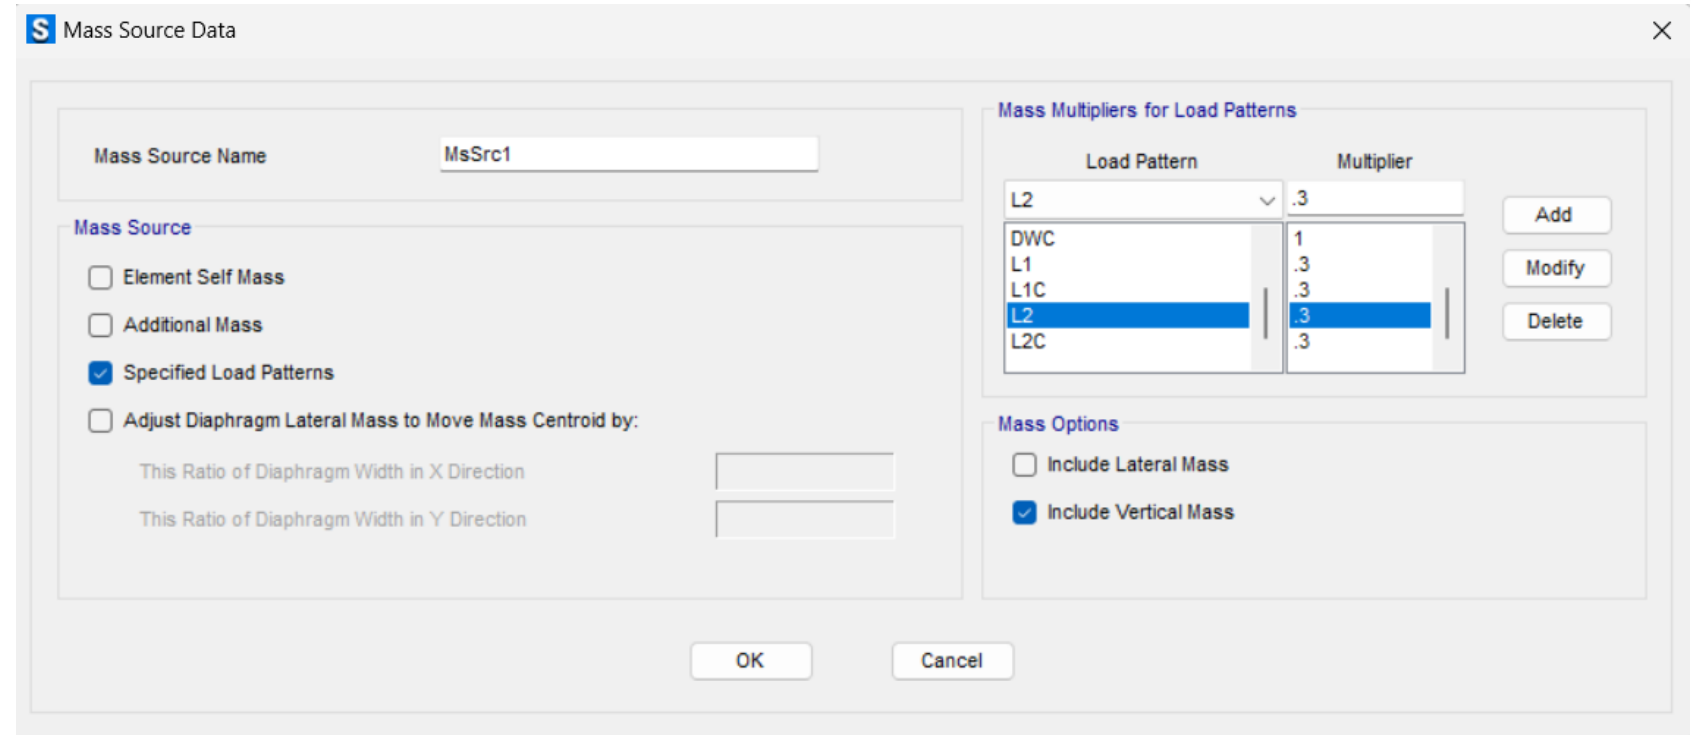 S Mass Source Data
Mass Source Name MsSrc1
Mass Source
Element Self Mass
Additional Mass
Specified Load Patterns
Adjust Diaphragm Lateral Mass to Move Mass Centroid by:
This Ratio of Diaphragm Width in X Direction
This Ratio of Diaphragm Width in Y Direction
Mass Multipliers for Load Patterns
Load Pattern Multiplier
L2 .3
DWC 1
L1 .3
L1C .3
L2 .3
L2C .3
Add
Modify
Delete
Mass Options
Include Lateral Mass
Include Vertical Mass
OK Cancel